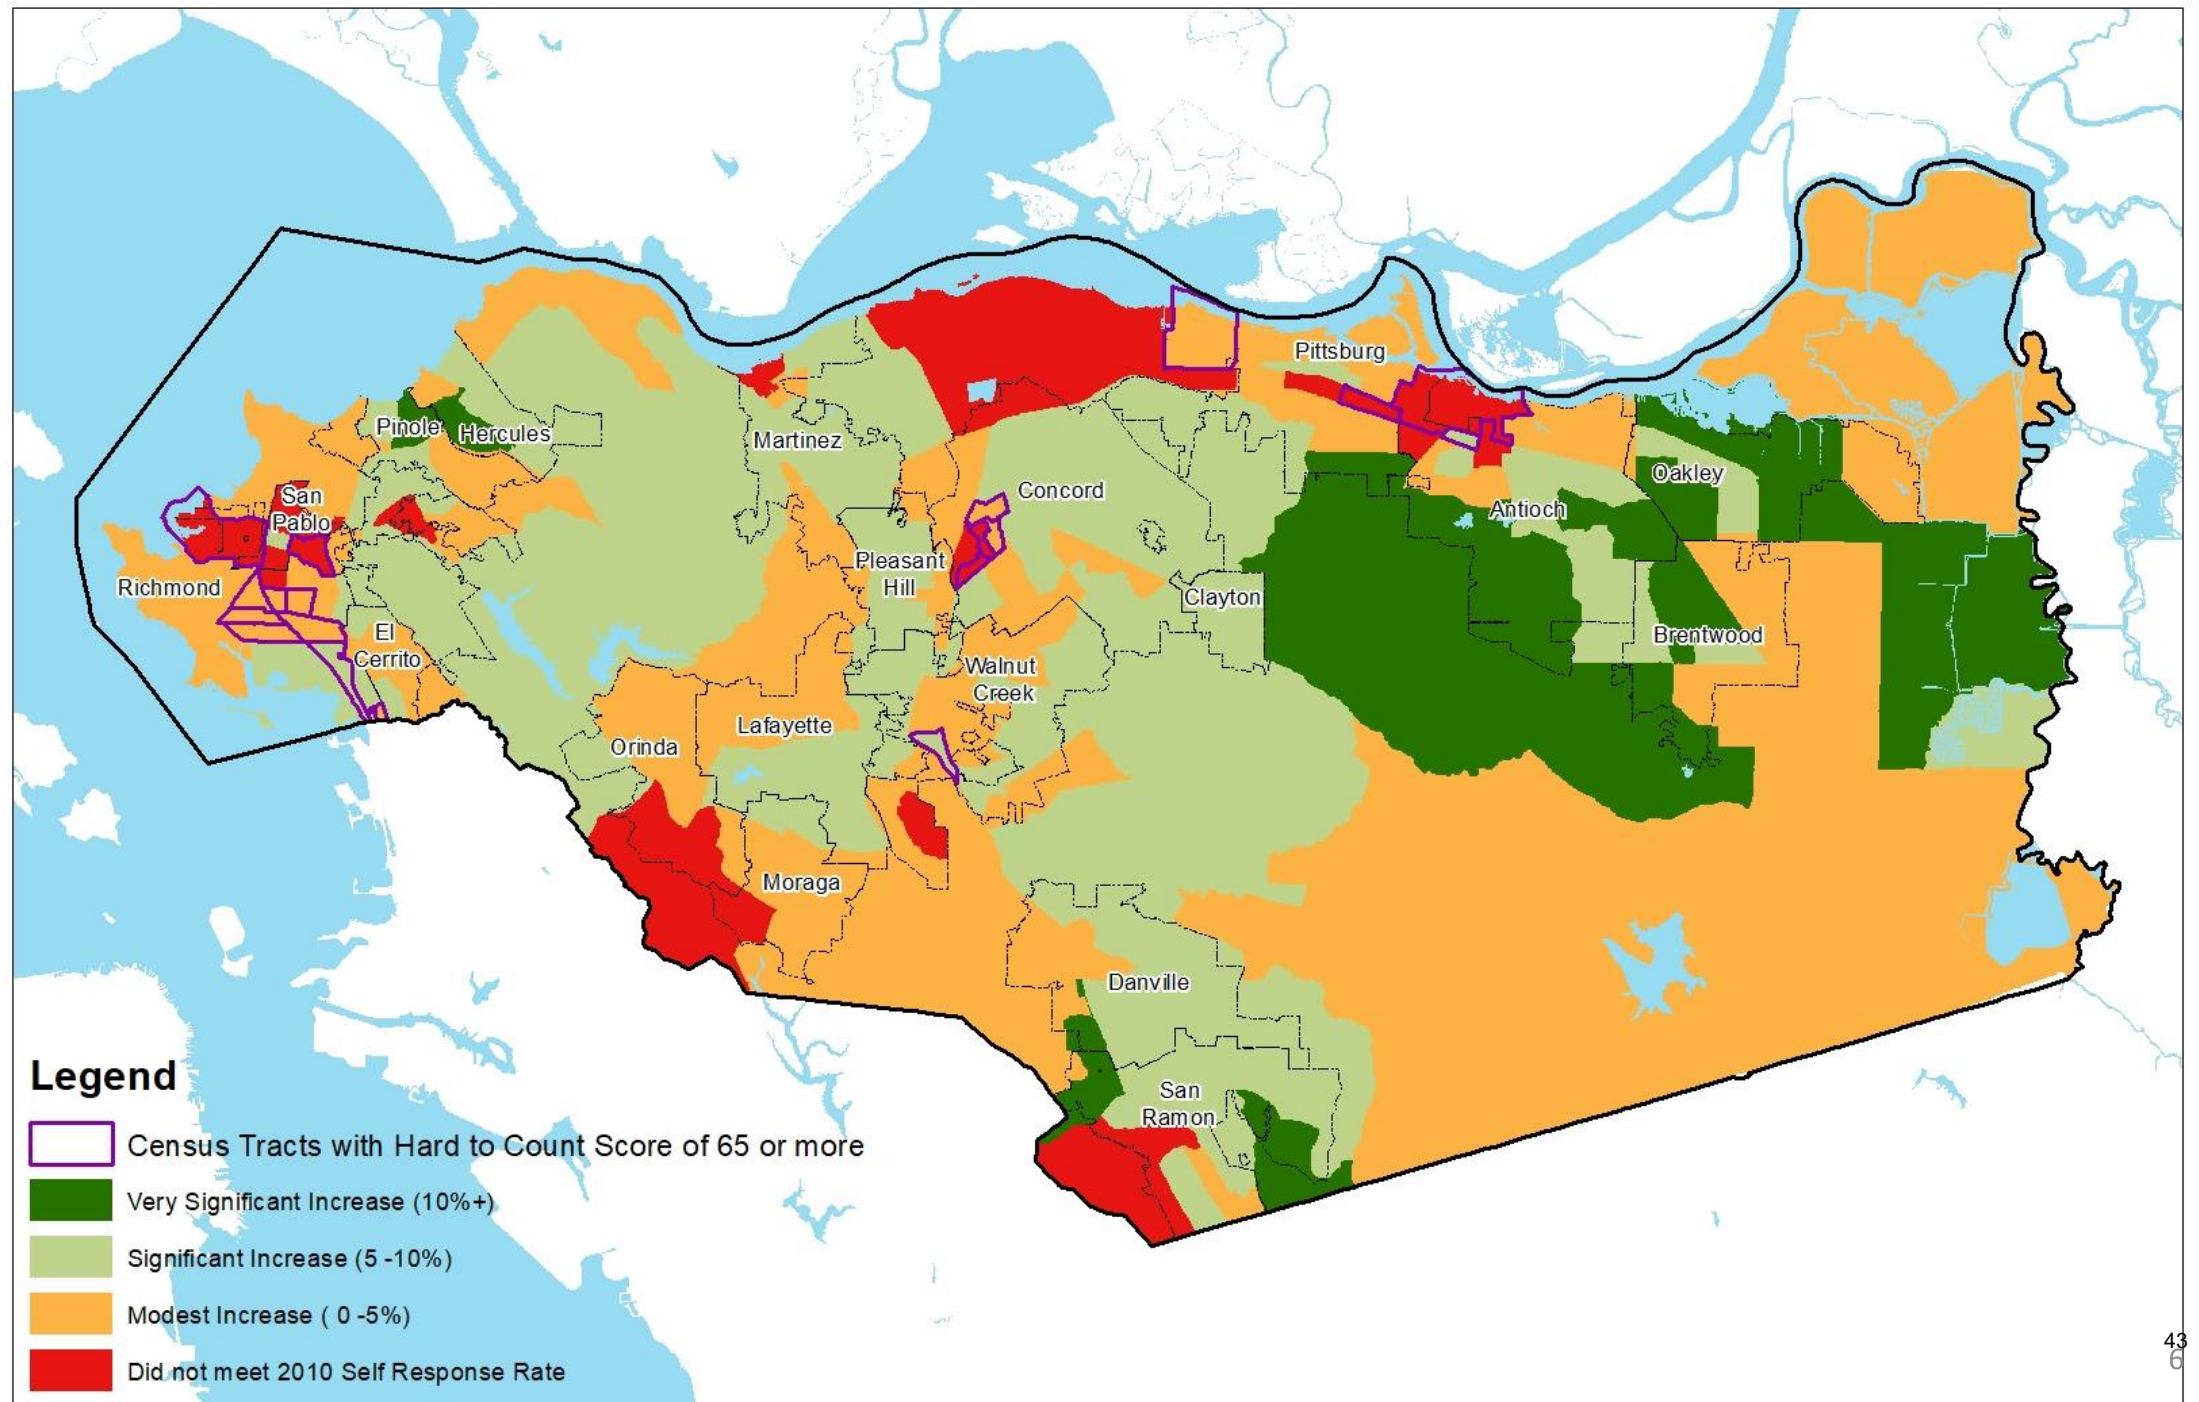 Pittsburg
Pinole
Hercules
Martinez
Oakley
San
Pablo
Concord
Antioch
Pleasant
Hill
Richmond
Clayton
El
Cerrito
Brentwood
Walnut
Creek
Lafayette
Orinda
Moraga
Danville
San
Ramon
Legend
Census Tracts with Hard to Count Score of 65 or more
Very Significant Increase (10%+)
Significant Increase (5 -10%)
Modest Increase ( 0 -5%)
Did not meet 2010 Self Response Rate
43
6